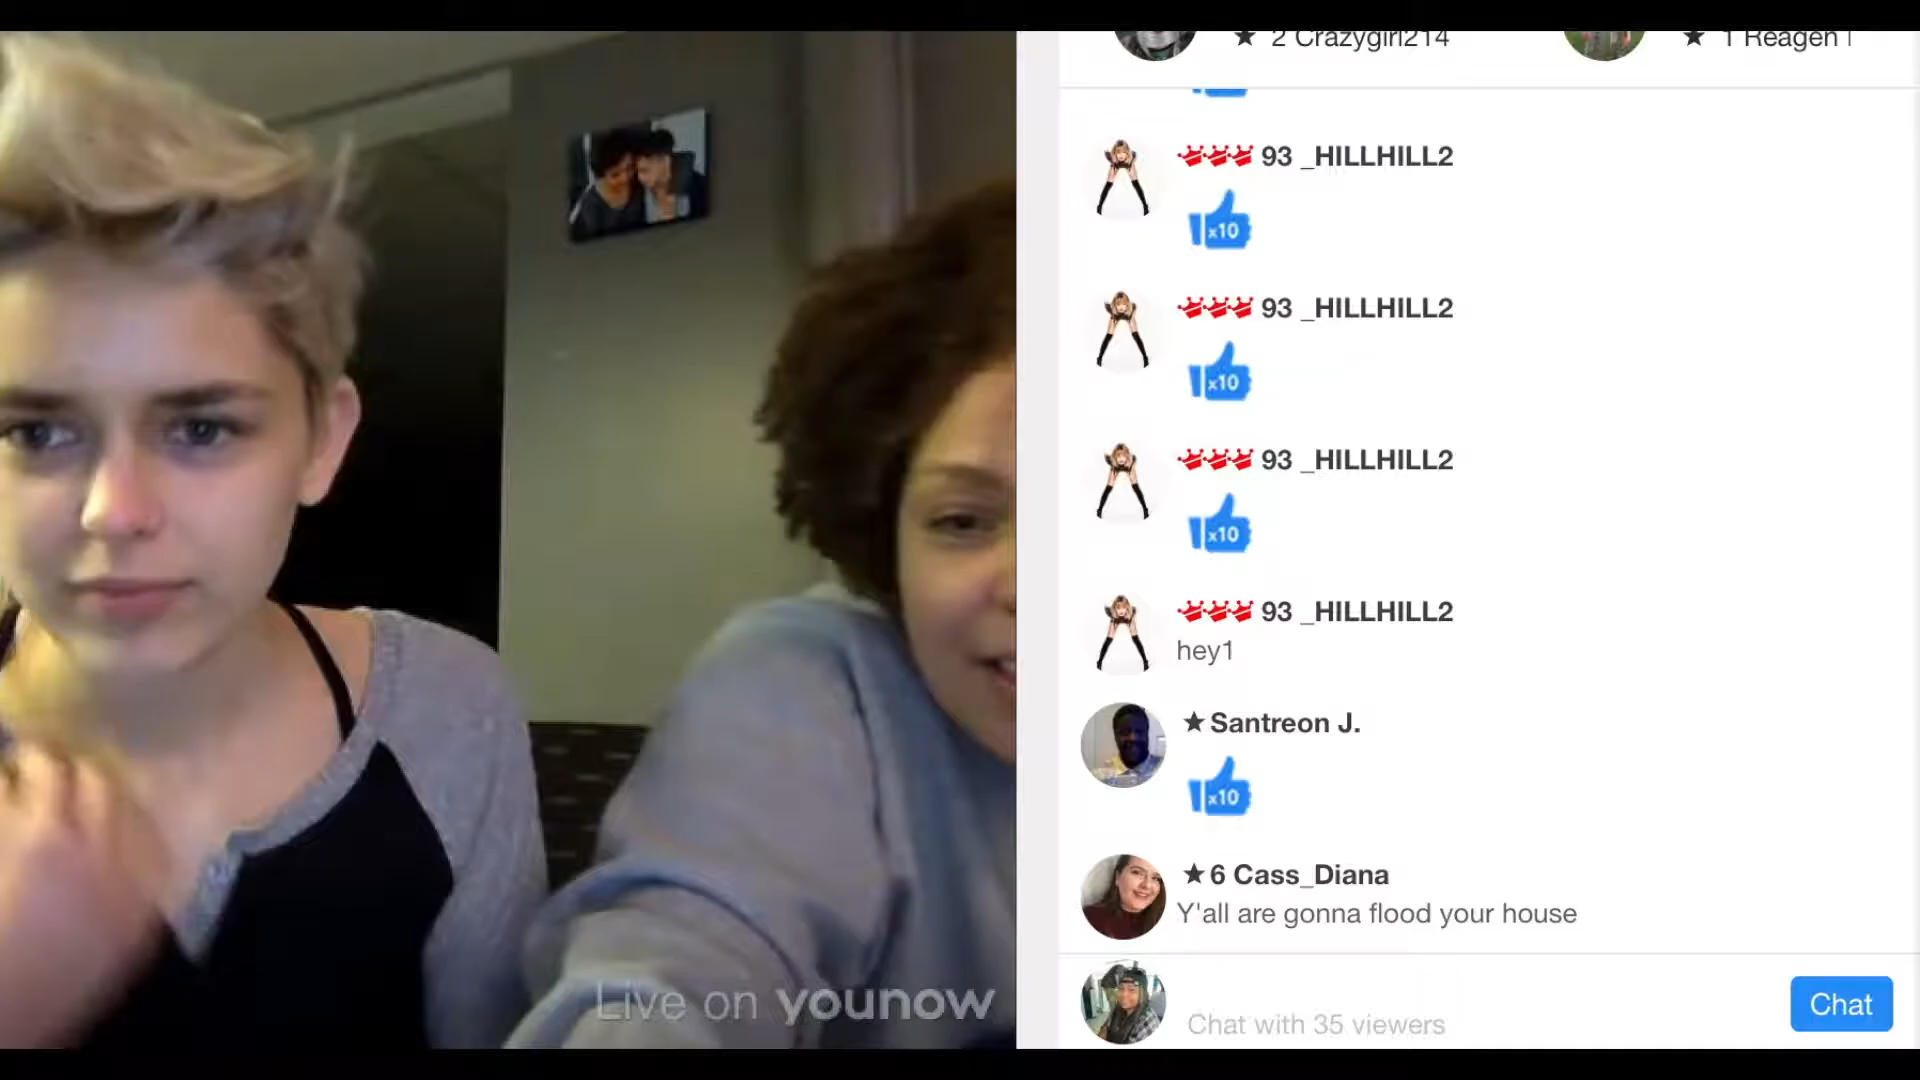 ★ 2 Crazygirl214
★ 1 Reagen
93 _HILLHILL2
x10
93 _HILLHILL2
x10
93 _HILLHILL2
x10
93 _HILLHILL2
hey1
★ Santreon J.
x10
★ 6 Cass_Diana
Y'all are gonna flood your house
Live on younow
Chat with 35 viewers
Chat